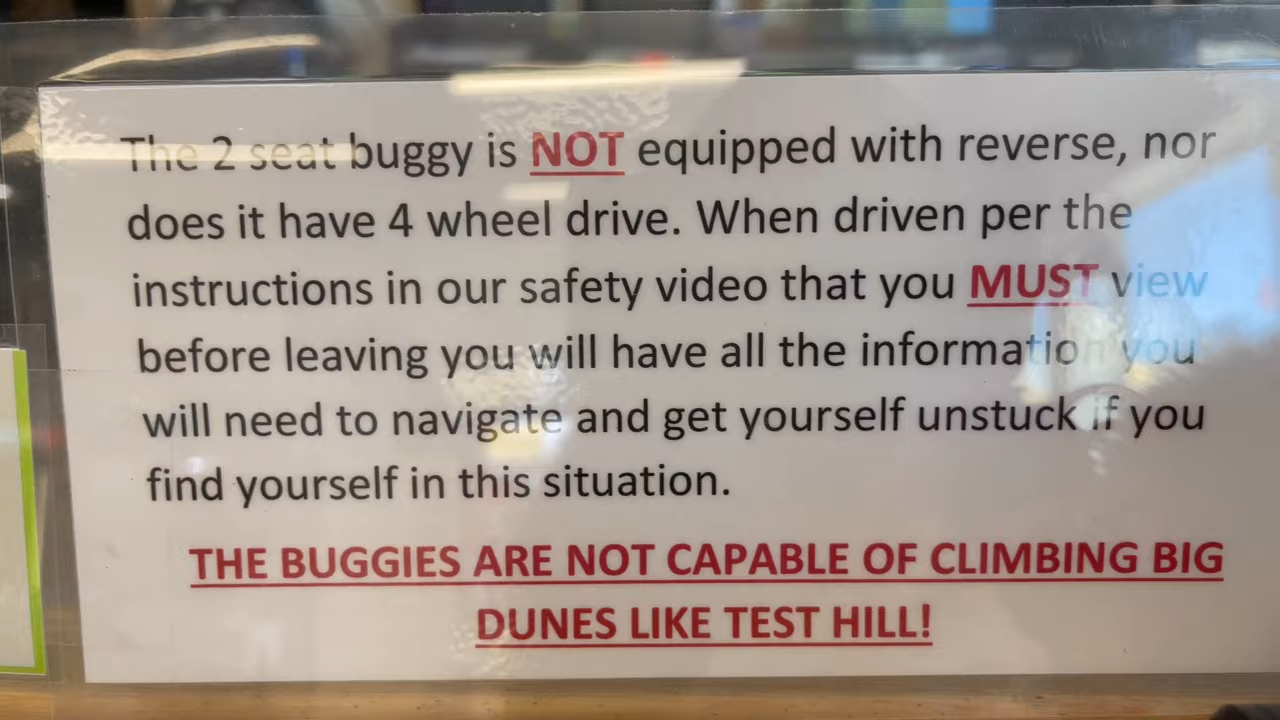 The 2 seat buggy is NOT equipped with reverse, nor
does it have 4 wheel drive. When driven per the
instructions in our safety video that you MUST view
before leaving you will have all the information you
will need to navigate and get yourself unstuck if you
find yourself in this situation.
THE BUGGIES ARE NOT CAPABLE OF CLIMBING BIG
DUNES LIKE TEST HILL!